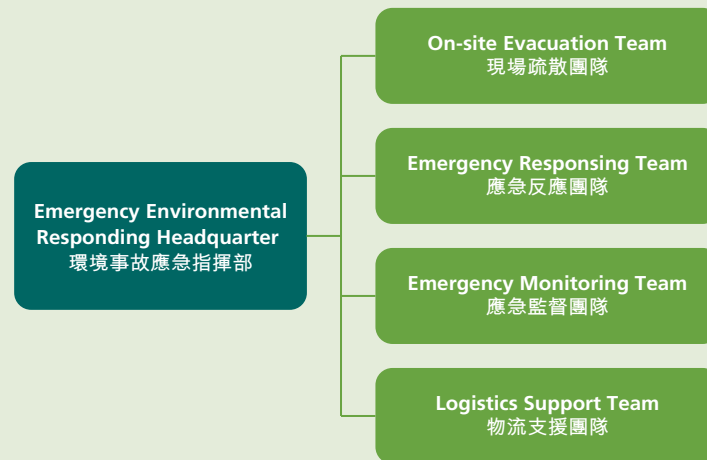 Emergency Environmental
Responding Headquarter
環境事故應急指揮部
On-site Evacuation Team
現場疏散團隊
Emergency Responsing Team
應急反應團隊
Emergency Monitoring Team
應急監督團隊
Logistics Support Team
物流支援團隊